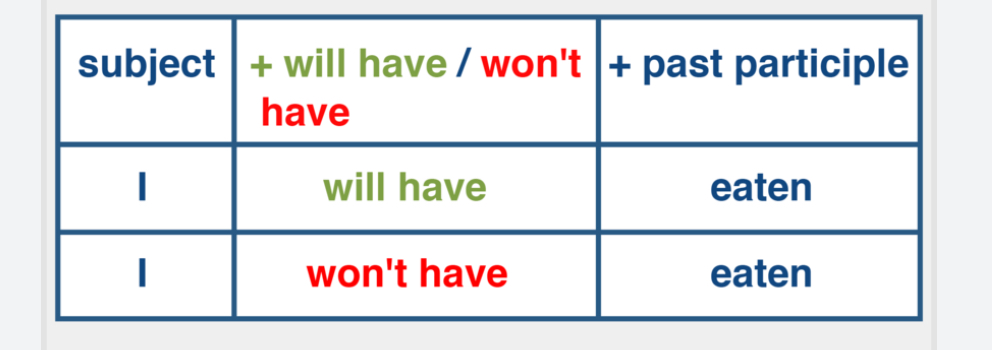 subject + will have / won't + past participle
have
I will have eaten
I won't have eaten